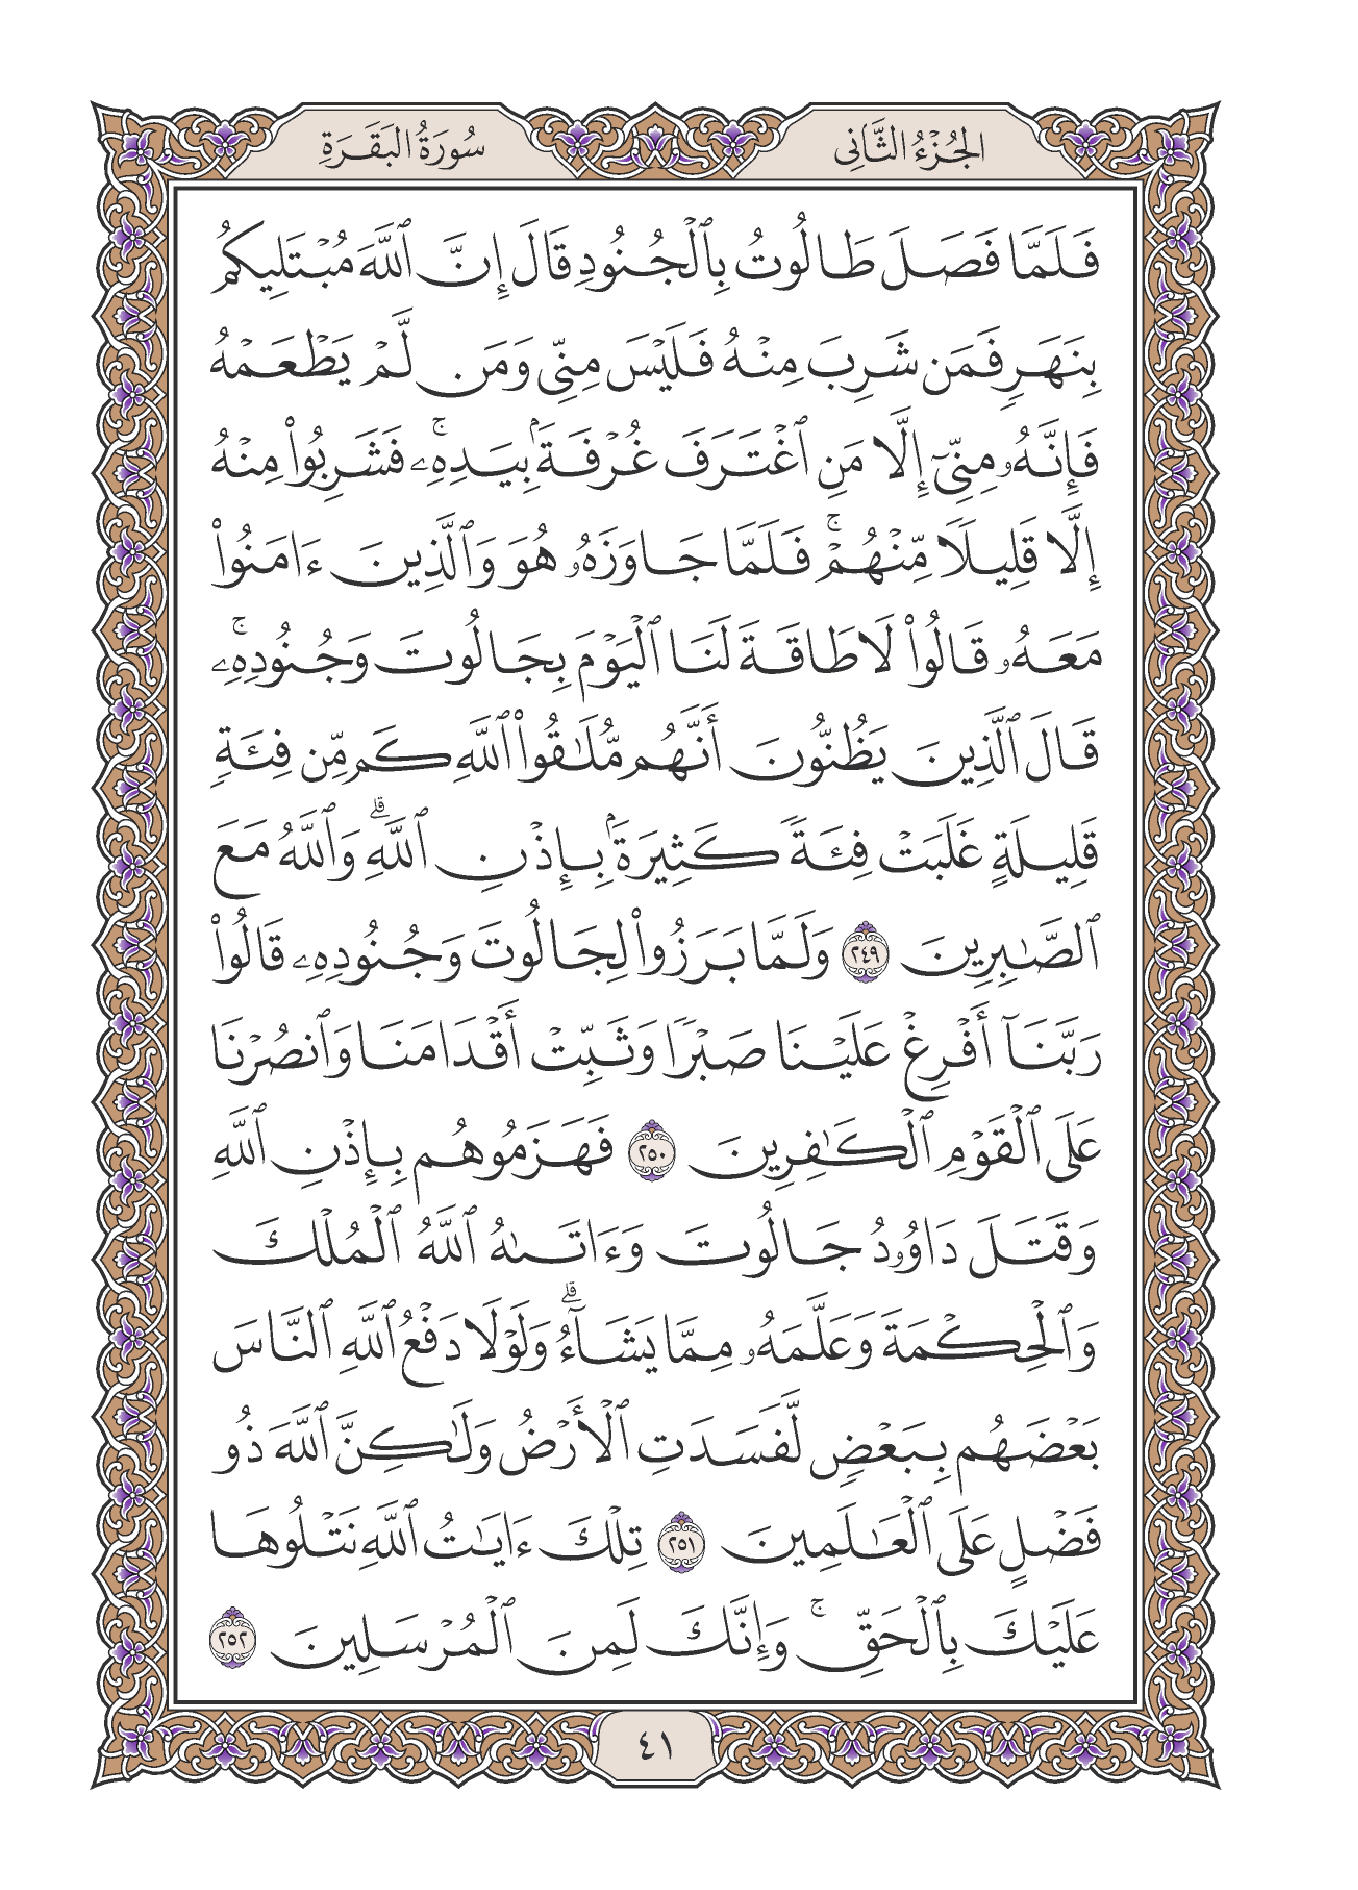 الجُزْءُ الثَّانِي
سُورَةُ البَقَرَةِ
فَلَمَّا فَصَلَ طَالُوتُ بِٱلْجُنُودِ قَالَ إِنَّ ٱللَّهَ مُبْتَلِيكُم
بِنَهَرٍ فَمَن شَرِبَ مِنْهُ فَلَيْسَ مِنِّي وَمَن لَّمْ يَطْعَمْهُ
فَإِنَّهُۥ مِنِّيٓ إِلَّا مَنِ ٱغْتَرَفَ غُرْفَةَۢ بِيَدِهِۦۚ فَشَرِبُوا۟ مِنْهُ
إِلَّا قَلِيلًا مِّنْهُمْۚ فَلَمَّا جَاوَزَهُۥ هُوَ وَٱلَّذِينَ ءَامَنُوا۟
مَعَهُۥ قَالُوا۟ لَا طَاقَةَ لَنَا ٱلْيَوْمَ بِجَالُوتَ وَجُنُودِهِۦۚ
قَالَ ٱلَّذِينَ يَظُنُّونَ أَنَّهُم مُّلَٰقُوا۟ ٱللَّهِ كَم مِّن فِئَةٍ
قَلِيلَةٍ غَلَبَتْ فِئَةً كَثِيرَةَۢ بِإِذْنِ ٱللَّهِۗ وَٱللَّهُ مَعَ
ٱلصَّٰبِرِينَ ٢٤٩ وَلَمَّا بَرَزُوا۟ لِجَالُوتَ وَجُنُودِهِۦ قَالُوا۟
رَبَّنَآ أَفْرِغْ عَلَيْنَا صَبْرًا وَثَبِّتْ أَقْدَامَنَا وَٱنصُرْنَا
عَلَى ٱلْقَوْمِ ٱلْكَٰفِرِينَ ٢٥٠ فَهَزَمُوهُم بِإِذْنِ ٱللَّهِ
وَقَتَلَ دَاوُۥدُ جَالُوتَ وَءَاتَىٰهُ ٱللَّهُ ٱلْمُلْكَ
وَٱلْحِكْمَةَ وَعَلَّمَهُۥ مِمَّا يَشَآءُۗ وَلَوْلَا دَفْعُ ٱللَّهِ ٱلنَّاسَ
بَعْضَهُم بِبَعْضٍ لَّفَسَدَتِ ٱلْأَرْضُ وَلَٰكِنَّ ٱللَّهَ ذُو
فَضْلٍ عَلَى ٱلْعَٰلَمِينَ ٢٥١ تِلْكَ ءَايَٰتُ ٱللَّهِ نَتْلُوهَا
عَلَيْكَ بِٱلْحَقِّۚ وَإِنَّكَ لَمِنَ ٱلْمُرْسَلِينَ ٢٥٢
٤١